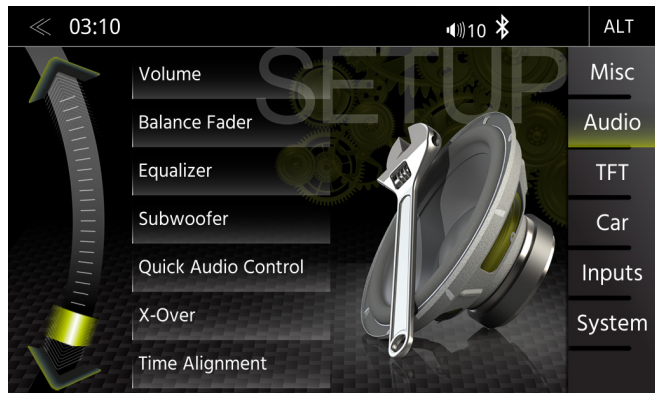 03:10
10
ALT
SETUP
Volume
Balance Fader
Equalizer
Subwoofer
Quick Audio Control
X-Over
Time Alignment
Misc
Audio
TFT
Car
Inputs
System